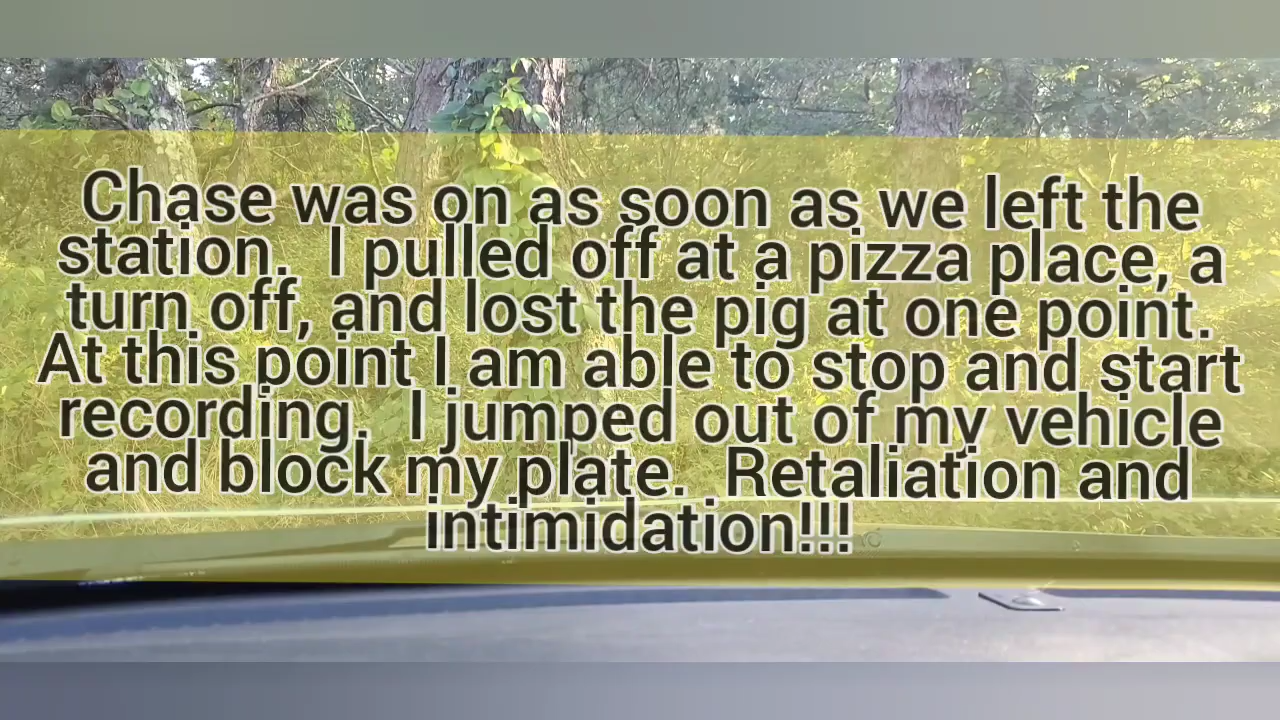 Chase was on as soon as we left the
station.  I pulled off at a pizza place, a
turn off, and lost the pig at one point.
At this point I am able to stop and start
recording.  I jumped out of my vehicle
and block my plate.  Retaliation and
intimidation!!!